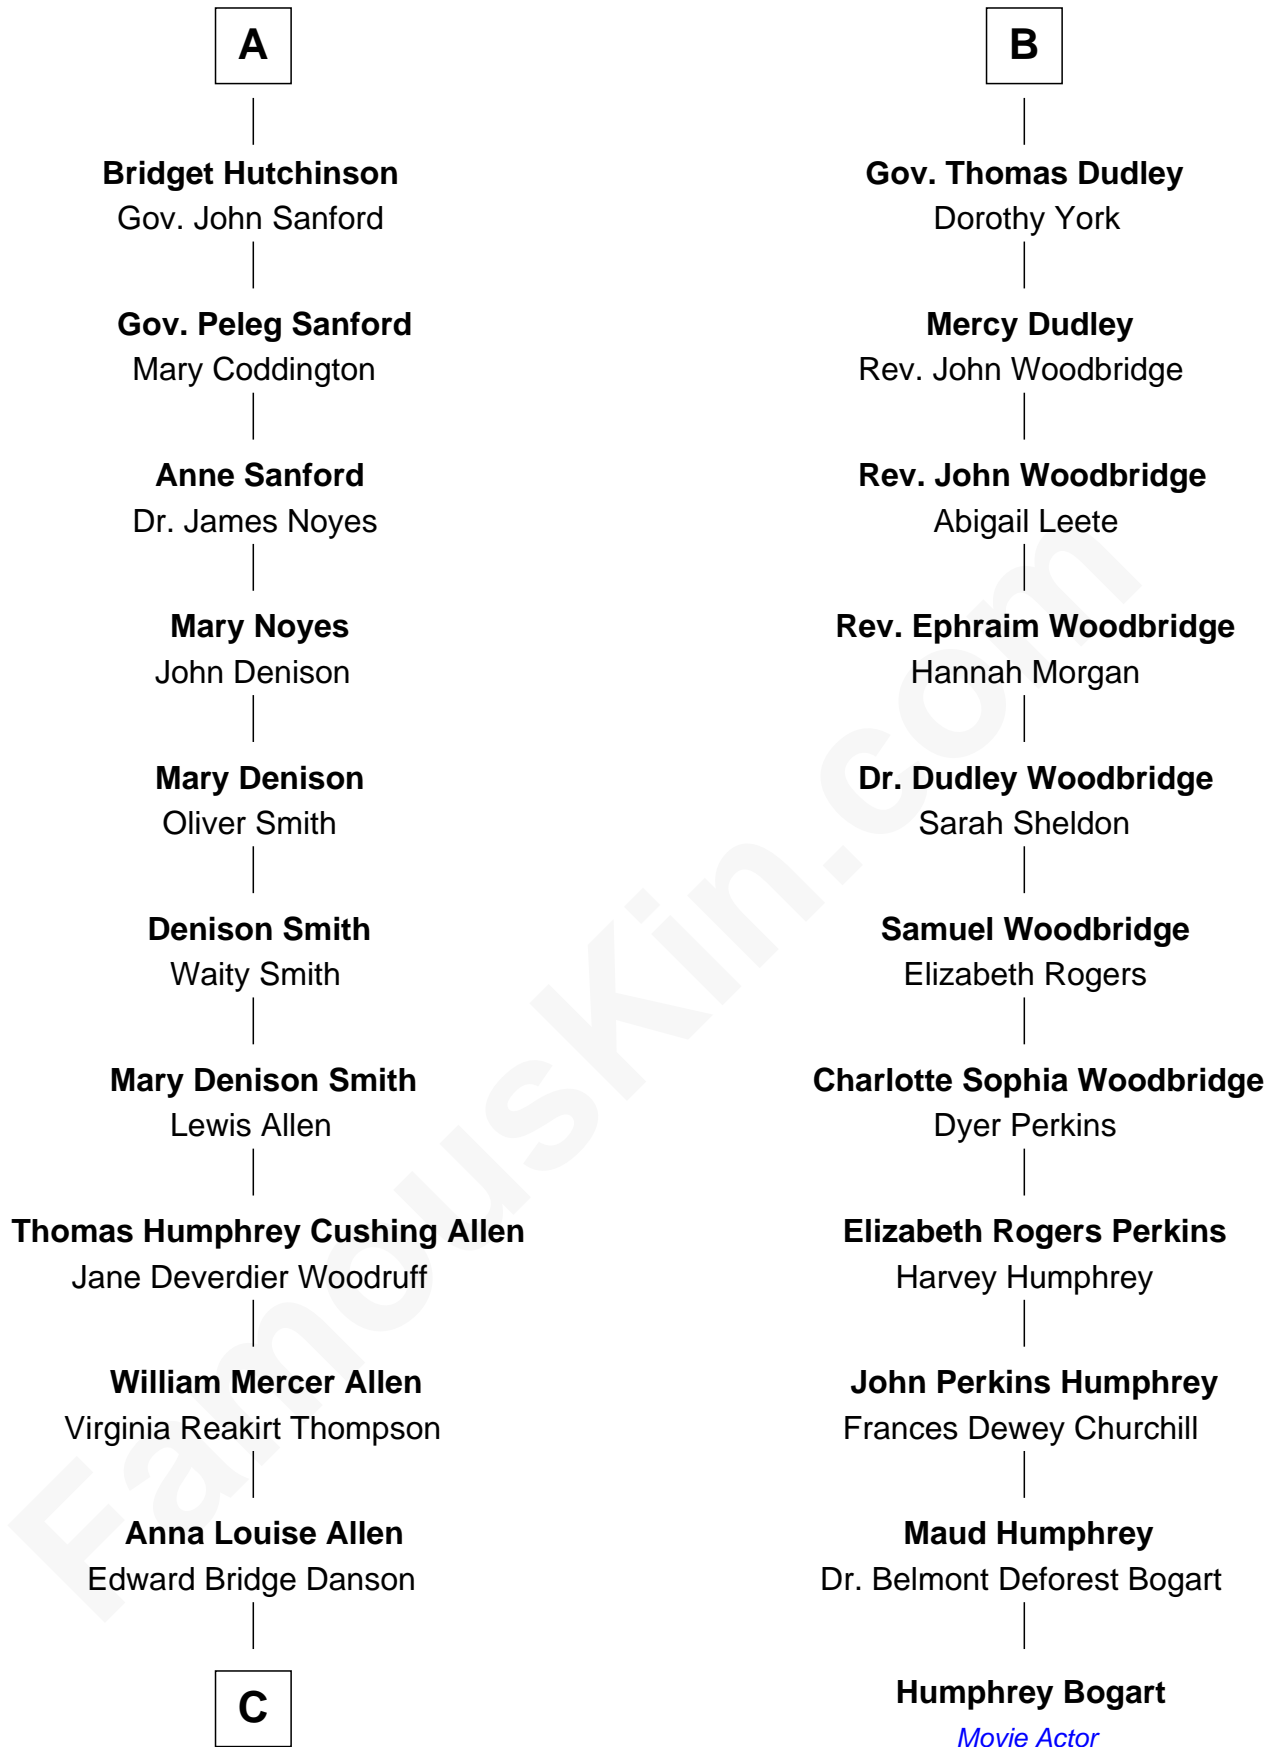 A
Bridget Hutchinson
Gov. John Sanford
Gov. Peleg Sanford
Mary Coddington
Anne Sanford
Dr. James Noyes
Mary Noyes
John Denison
Mary Denison
Oliver Smith
Denison Smith
Waity Smith
Mary Denison Smith
Lewis Allen
Thomas Humphrey Cushing Allen
Jane Deverdier Woodruff
William Mercer Allen
Virginia Reakirt Thompson
Anna Louise Allen
Edward Bridge Danson
C
B
Gov. Thomas Dudley
Dorothy York
Mercy Dudley
Rev. John Woodbridge
Rev. John Woodbridge
Abigail Leete
Rev. Ephraim Woodbridge
Hannah Morgan
Dr. Dudley Woodbridge
Sarah Sheldon
Samuel Woodbridge
Elizabeth Rogers
Charlotte Sophia Woodbridge
Dyer Perkins
Elizabeth Rogers Perkins
Harvey Humphrey
John Perkins Humphrey
Frances Dewey Churchill
Maud Humphrey
Dr. Belmont Deforest Bogart
Humphrey Bogart
Movie Actor
FamousKin.com